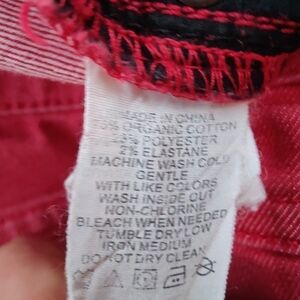 MADE IN CHINA
ORGANIC COTTON
POLYESTER
2% ELASTANE
MACHINE WASH COLD
GENTLE
WITH LIKE COLORS
WASH INSIDE OUT
NON-CHLORINE
BLEACH WHEN NEEDED
TUMBLE DRY LOW
IRON MEDIUM
DO NOT DRY CLEAN